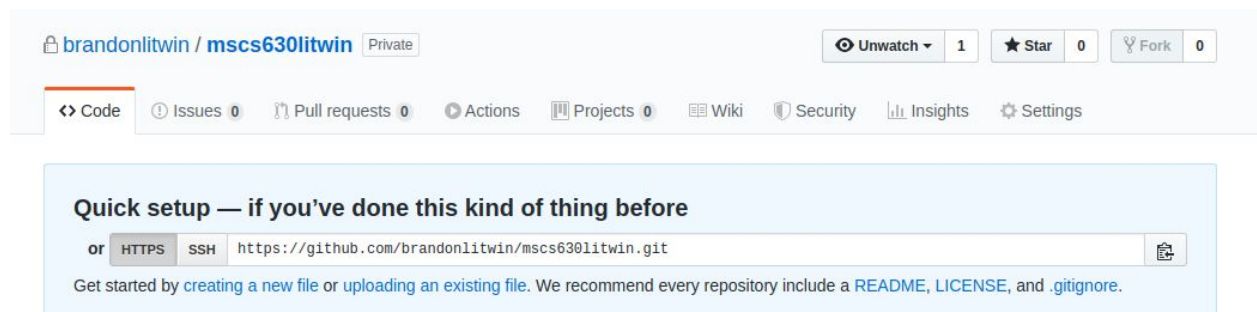 brandonlitwin / mscs630litwin Private Unwatch 1 Star 0 Fork 0
Code Issues 0 Pull requests 0 Actions Projects 0 Wiki Security Insights Settings
Quick setup — if you’ve done this kind of thing before
or HTTPS SSH https://github.com/brandonlitwin/mscs630litwin.git
Get started by creating a new file or uploading an existing file. We recommend every repository include a README, LICENSE, and .gitignore.